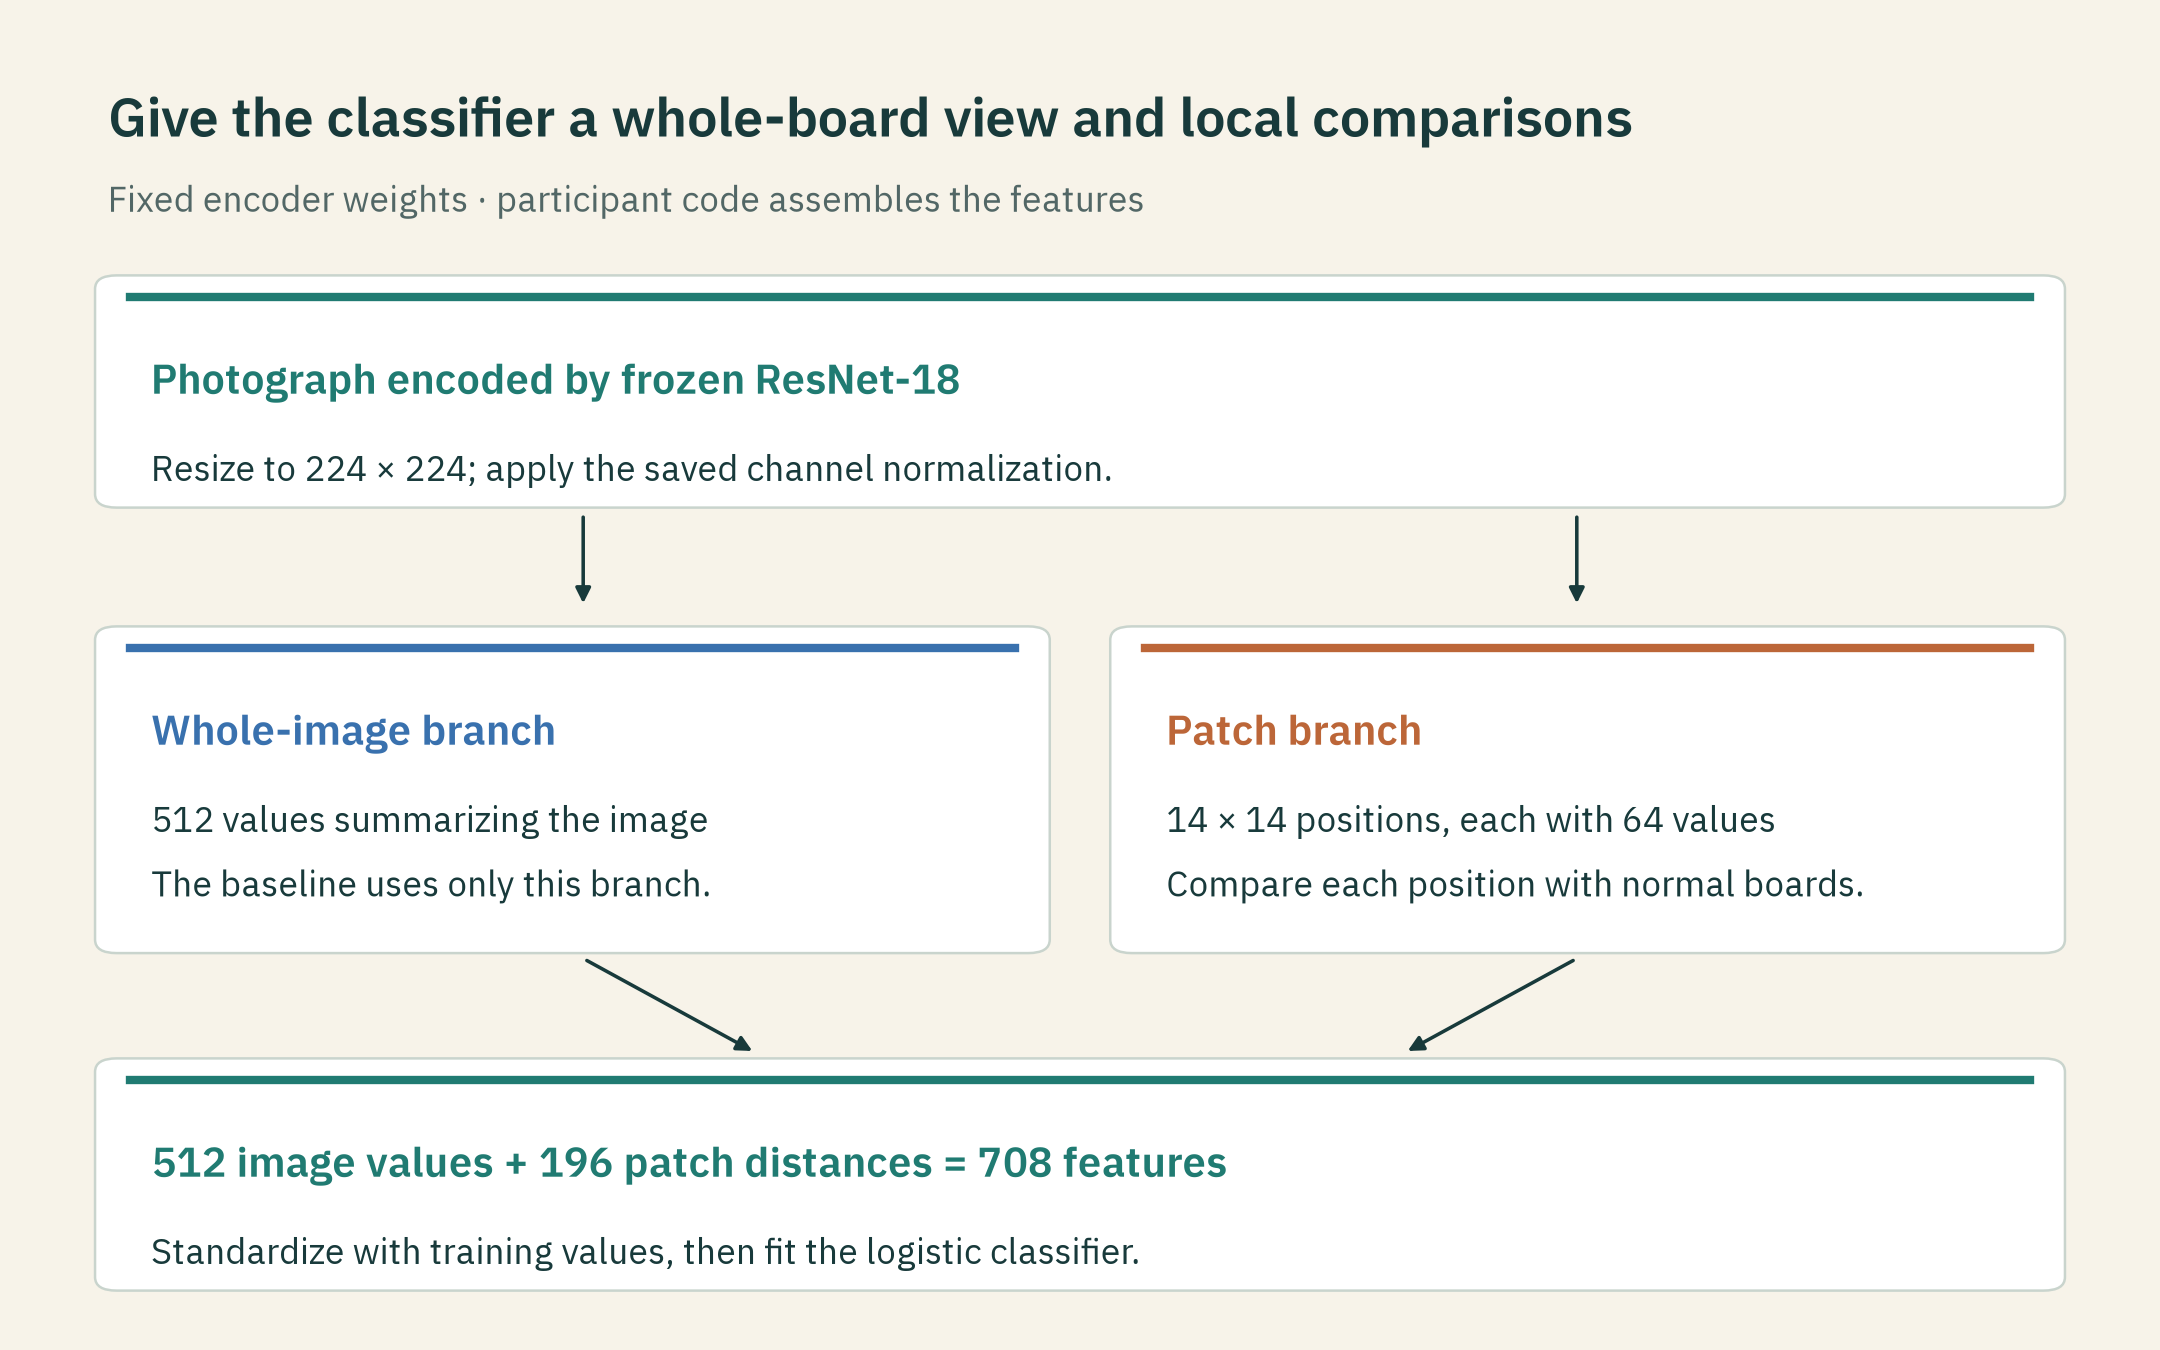 Give the classifier a whole-board view and local comparisons
Fixed encoder weights · participant code assembles the features
Photograph encoded by frozen ResNet-18
Resize to 224 × 224; apply the saved channel normalization.
Whole-image branch
512 values summarizing the image
The baseline uses only this branch.
Patch branch
14 × 14 positions, each with 64 values
Compare each position with normal boards.
512 image values + 196 patch distances = 708 features
Standardize with training values, then fit the logistic classifier.